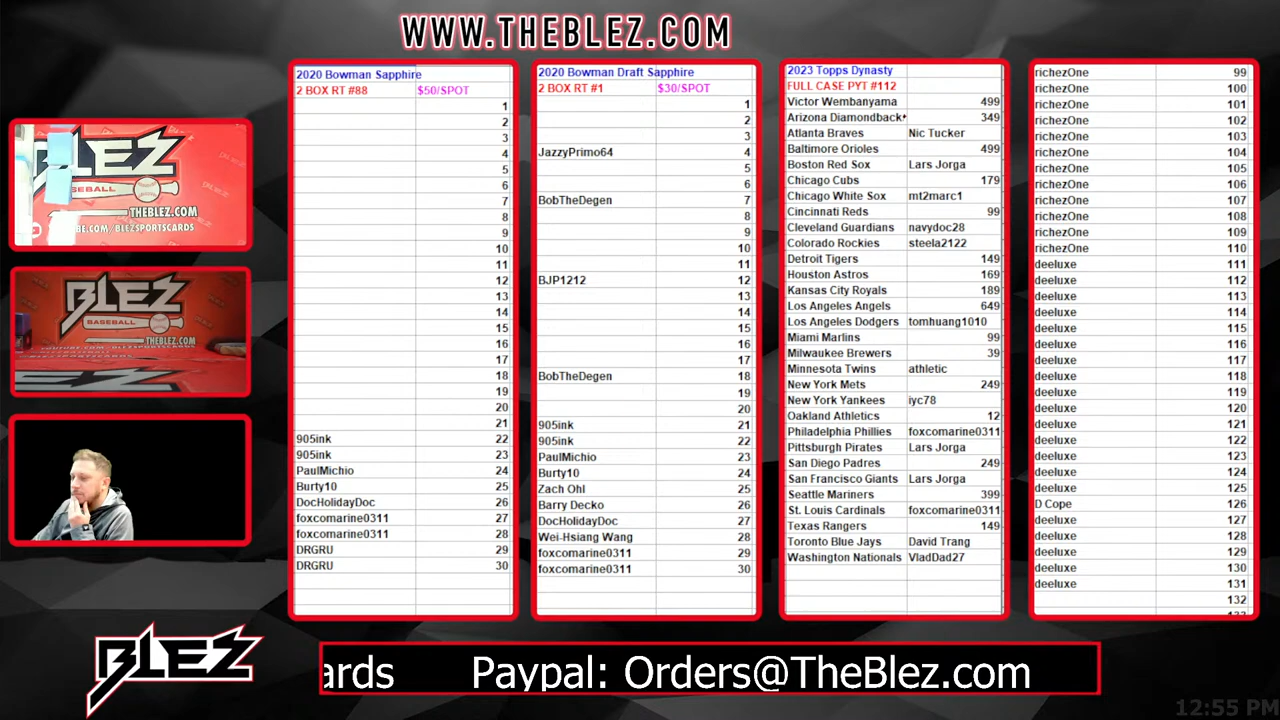 WWW.THEBLEZ.COM
BLEZ
BASEBALL
THEBLEZ.COM
BLEZ
BASEBALL
THEBLEZ.COM
2020 Bowman Sapphire
2 BOX RT #88 $50/SPOT
1
2
3
4
5
6
7
8
9
10
11
12
13
14
15
16
17
18
19
20
21
905ink 22
905ink 23
PaulMichio 24
Burty10 25
DocHolidayDoc 26
foxcomarine0311 27
foxcomarine0311 28
DRGRU 29
DRGRU 30
2020 Bowman Draft Sapphire
2 BOX RT #1 $30/SPOT
1
2
3
JazzyPrimo64 4
5
6
BobTheDegen 7
8
9
10
11
BJP1212 12
13
14
15
16
17
BobTheDegen 18
19
20
905ink 21
905ink 22
PaulMichio 23
Burty10 24
Zach Ohl 25
Barry Decko 26
DocHolidayDoc 27
Wei-Hsiang Wang 28
foxcomarine0311 29
foxcomarine0311 30
2023 Topps Dynasty
FULL CASE PYT #112
Victor Wembanyama 499
Arizona Diamondback 349
Atlanta Braves Nic Tucker
Baltimore Orioles 499
Boston Red Sox Lars Jorga
Chicago Cubs 179
Chicago White Sox mt2marc1
Cincinnati Reds 99
Cleveland Guardians navydoc28
Colorado Rockies steela2122
Detroit Tigers 149
Houston Astros 169
Kansas City Royals 189
Los Angeles Angels 649
Los Angeles Dodgers tomhuang1010
Miami Marlins 99
Milwaukee Brewers 39
Minnesota Twins athletic
New York Mets 249
New York Yankees iyc78
Oakland Athletics 12
Philadelphia Phillies foxcomarine0311
Pittsburgh Pirates Lars Jorga
San Diego Padres 249
San Francisco Giants Lars Jorga
Seattle Mariners 399
St. Louis Cardinals foxcomarine0311
Texas Rangers 149
Toronto Blue Jays David Trang
Washington Nationals VladDad27
richezOne 99
richezOne 100
richezOne 101
richezOne 102
richezOne 103
richezOne 104
richezOne 105
richezOne 106
richezOne 107
richezOne 108
richezOne 109
richezOne 110
deeluxe 111
deeluxe 112
deeluxe 113
deeluxe 114
deeluxe 115
deeluxe 116
deeluxe 117
deeluxe 118
deeluxe 119
deeluxe 120
deeluxe 121
deeluxe 122
deeluxe 123
deeluxe 124
deeluxe 125
D Cope 126
deeluxe 127
deeluxe 128
deeluxe 129
deeluxe 130
deeluxe 131
132
BLEZ
ards Paypal: Orders@TheBlez.com
12:55 PM